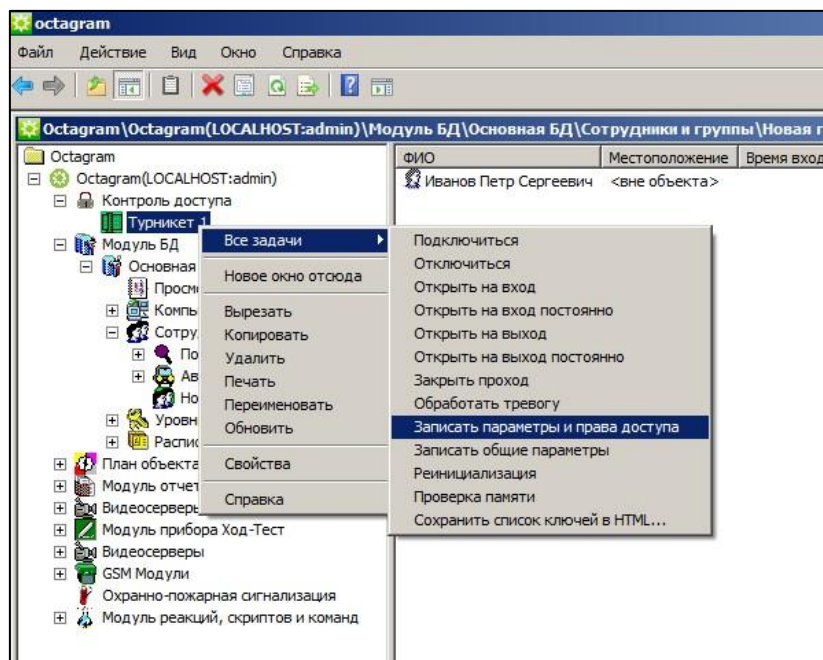 octagram
Файл Действие Вид Окно Справка
Octagram\Octagram(LOCALHOST:admin)\Модуль БД\Основная БД\Сотрудники и группы\Новая г
Octagram
Octagram(LOCALHOST:admin)
Контроль доступа
Турникет 1
Модуль БД
Основная
Просм
Компь
Сотру
По
Ав
Но
Уровн
Распис
План объекта
Модуль отчет
Видеосерверы
Модуль прибора Ход-Тест
Видеосерверы
GSM Модули
Охранно-пожарная сигнализация
Модуль реакций, скриптов и команд
ФИО Местоположение Время вход
Иванов Петр Сергеевич <вне объекта>
Все задачи
Новое окно отсюда
Вырезать
Копировать
Удалить
Печать
Переименовать
Обновить
Свойства
Справка
Подключиться
Отключиться
Открыть на вход
Открыть на вход постоянно
Открыть на выход
Открыть на выход постоянно
Закрыть проход
Обработать тревогу
Записать параметры и права доступа
Записать общие параметры
Реинициализация
Проверка памяти
Сохранить список ключей в HTML...